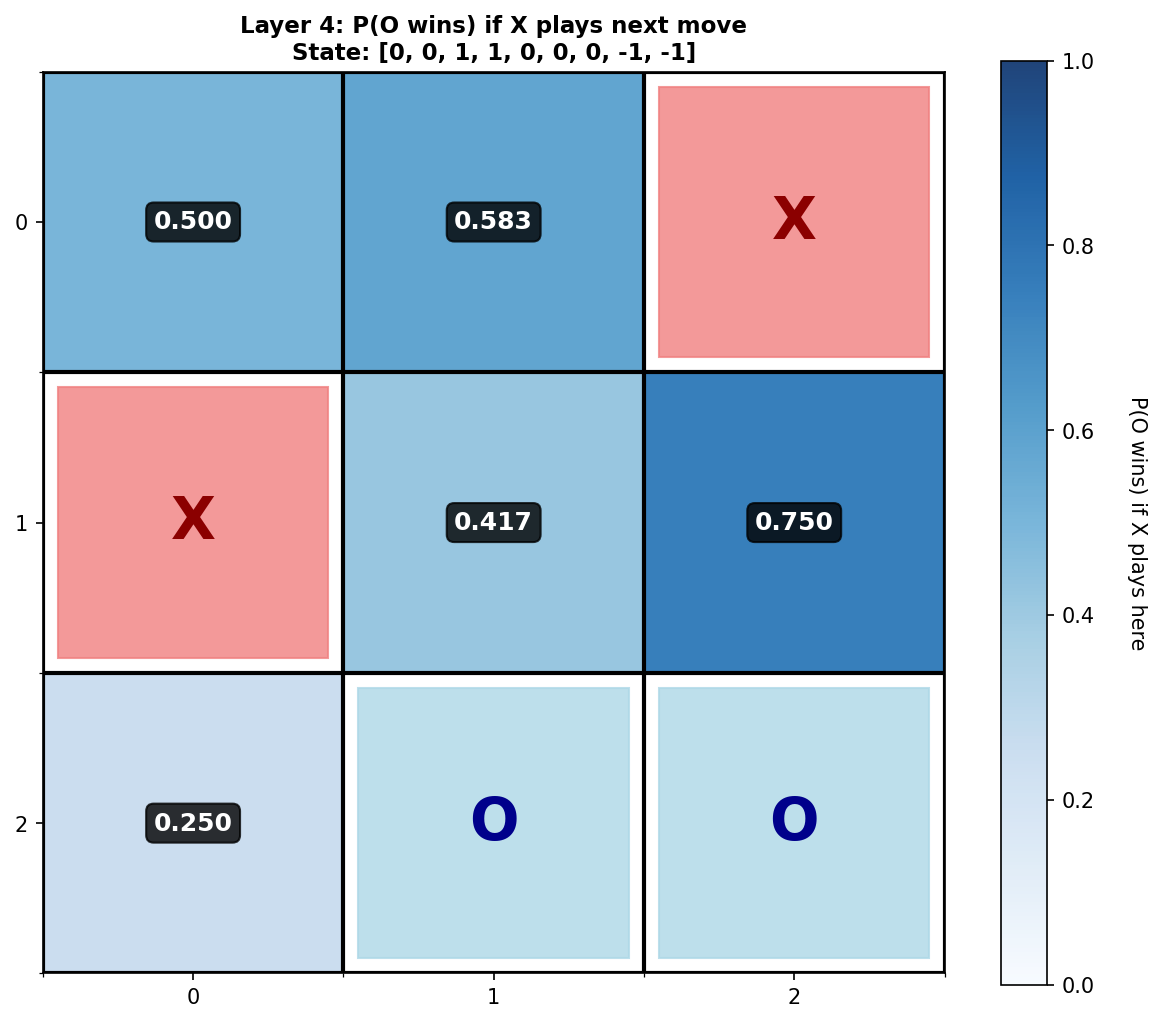 Layer 4: P(O wins) if X plays next move
State: [0, 0, 1, 1, 0, 0, 0, -1, -1]
0
0.500
0.583
X
1
X
0.417
0.750
2
0.250
O
O
0
1
2
1.0
0.8
0.6
0.4
0.2
0.0
P(O wins) if X plays here